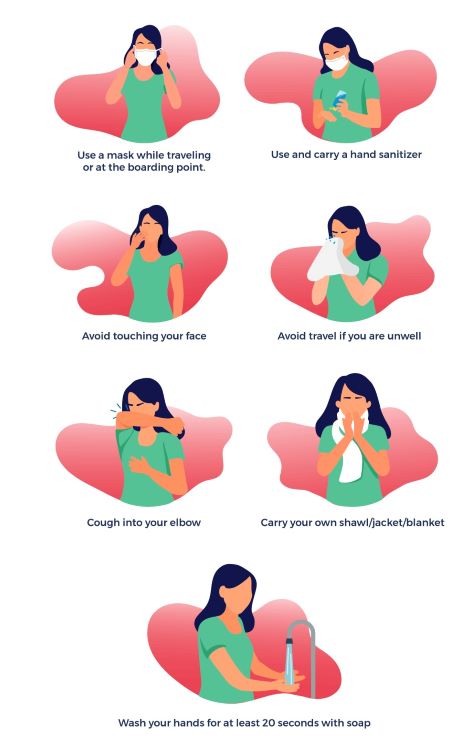 Use a mask while traveling
or at the boarding point.
Use and carry a hand sanitizer
Avoid touching your face
Avoid travel if you are unwell
Cough into your elbow
Carry your own shawl/jacket/blanket
Wash your hands for at least 20 seconds with soap